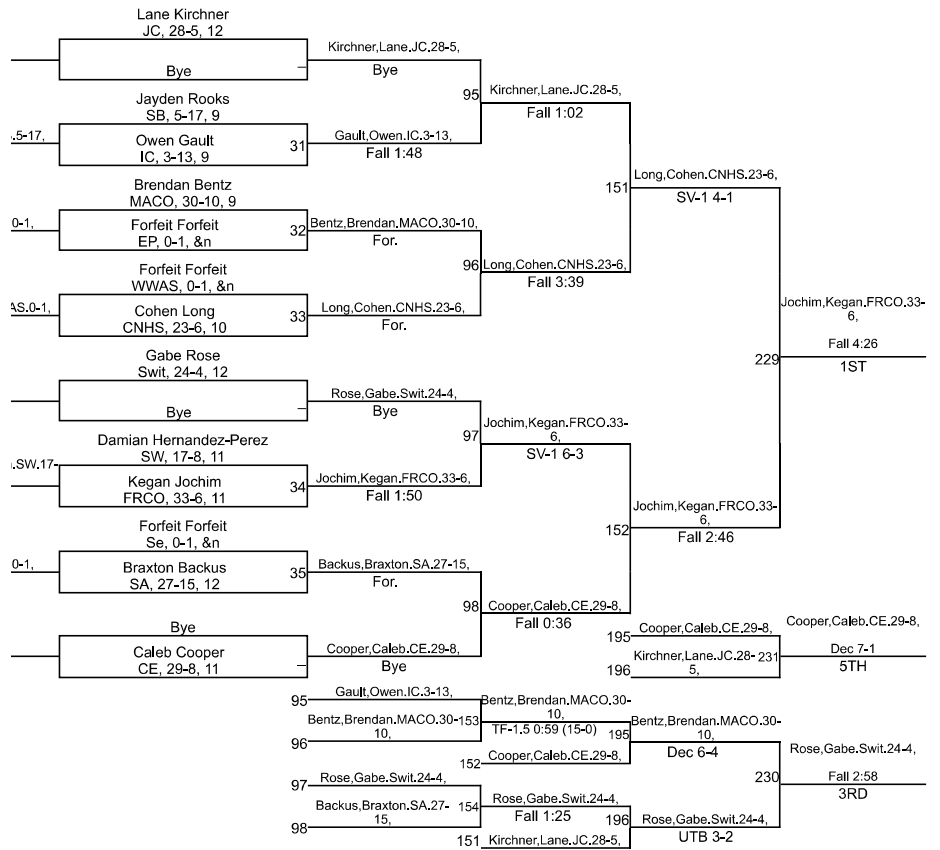 Lane Kirchner
JC, 28-5, 12
Kirchner,Lane.JC.28-5,
Bye
Bye
95
Kirchner,Lane.JC.28-5,
Fall 1:02
Jayden Rooks
SB, 5-17, 9
.5-17,
Owen Gault
IC, 3-13, 9
31
Gault,Owen.IC.3-13,
Fall 1:48
151
Long,Cohen.CNHS.23-6,
SV-1 4-1
Brendan Bentz
MACO, 30-10, 9
0-1,
Forfeit Forfeit
EP, 0-1, &n
32
Bentz,Brendan.MACO.30-10,
For.
96
Long,Cohen.CNHS.23-6,
Fall 3:39
Forfeit Forfeit
WWAS, 0-1, &n
AS.0-1,
Cohen Long
CNHS, 23-6, 10
33
Long,Cohen.CNHS.23-6,
For.
229
Jochim,Kegan.FRCO.33-
6,
Fall 4:26
1ST
Gabe Rose
Swit, 24-4, 12
Bye
Rose,Gabe.Swit.24-4,
Bye
97
Jochim,Kegan.FRCO.33-
6,
SV-1 6-3
Damian Hernandez-Perez
SW, 17-8, 11
.SW.17-
Kegan Jochim
FRCO, 33-6, 11
34
Jochim,Kegan.FRCO.33-6,
Fall 1:50
152
Jochim,Kegan.FRCO.33-
6,
Fall 2:46
Forfeit Forfeit
Se, 0-1, &n
0-1,
Braxton Backus
SA, 27-15, 12
35
Backus,Braxton.SA.27-15,
For.
98
Cooper,Caleb.CE.29-8,
Fall 0:36
Bye
Caleb Cooper
CE, 29-8, 11
Cooper,Caleb.CE.29-8,
Bye
195
Cooper,Caleb.CE.29-8,
196
Kirchner,Lane.JC.28-
5,
231
Cooper,Caleb.CE.29-8,
Dec 7-1
5TH
95
Gault,Owen.IC.3-13,
96
Bentz,Brendan.MACO.30-
10,
153
Bentz,Brendan.MACO.30-
10,
TF-1.5 0:59 (15-0)
152
Cooper,Caleb.CE.29-8,
195
Bentz,Brendan.MACO.30-
10,
Dec 6-4
97
Rose,Gabe.Swit.24-4,
98
Backus,Braxton.SA.27-
15,
154
Rose,Gabe.Swit.24-4,
Fall 1:25
151
Kirchner,Lane.JC.28-5,
196
Rose,Gabe.Swit.24-4,
UTB 3-2
230
Rose,Gabe.Swit.24-4,
Fall 2:58
3RD